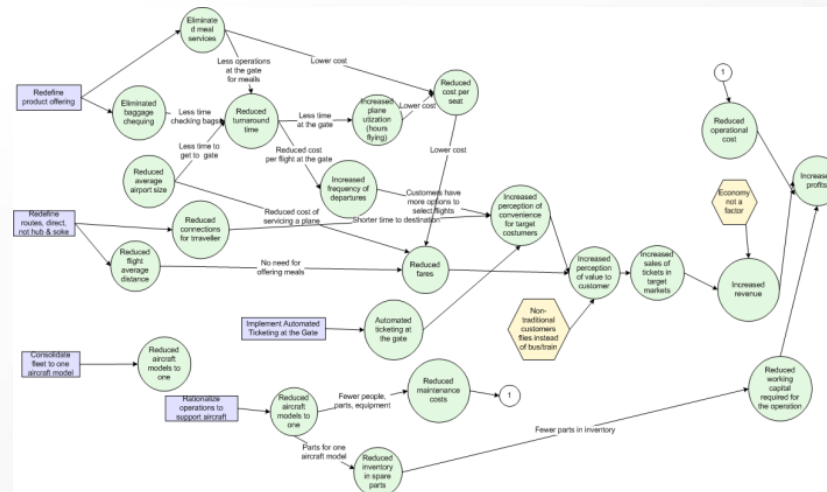 Eliminate
d meal
services
Less operations
at the gate
for mealls
Lower cost
Redefine
product offering
Eliminated
baggage
chequing
Less time
checking bags
Reduced
turnaround
time
Less time
at the gate
Increased
plane
utization
(hours
flying)
Lower cost
Reduced
cost per
seat
1
Reduced
operational
cost
Less time to
get to gate
Reduced cost
per flight at the gate
Lower cost
Reduced
average
airport size
Increased
frequency of
departures
Customers have
more options to
select flights
Increased
profits
Economy
not a
factor
Redefine
routes, direct,
not hub & soke
Reduced
connections
for trraveller
Reduced cost of
servicing a plane
Shorter time to destination
Increased
perception of
convenience
for target
costumers
Reduced
flight
average
distance
No need for
offering meals
Reduced
fares
Increased
perception
of value to
customer
Increased
sales of
tickets in
target
markets
Increased
revenue
Implement Automated
Ticketing at the Gate
Automated
ticketing at
the gate
Non-
traditional
customers
flies instead
of bus/train
Consolidate
fleet to one
aircraft model
Reduced
aircraft
models to
one
Rationalize
operations to
support aircraft
Reduced
aircraft
models to
one
Fewer people,
parts, equipment
Reduced
maintenance
costs
1
Reduced
working
capital
required for
the operation
Parts for one
aircraft model
Fewer parts in inventory
Reduced
inventory
in spare
parts